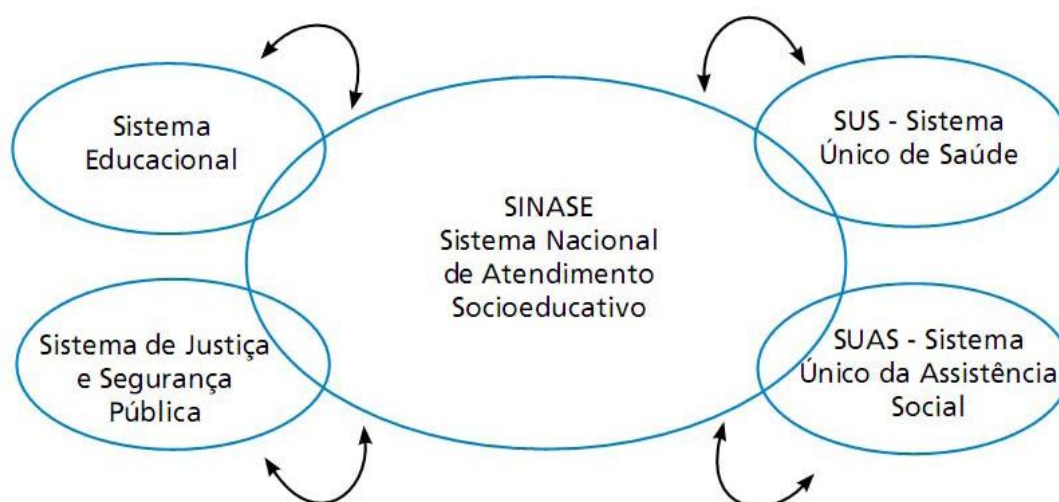 Sistema
Educacional
SUS - Sistema
Único de Saúde
SINASE
Sistema Nacional
de Atendimento
Socioeducativo
Sistema de Justiça
e Segurança
Pública
SUAS - Sistema
Único da Assistência
Social